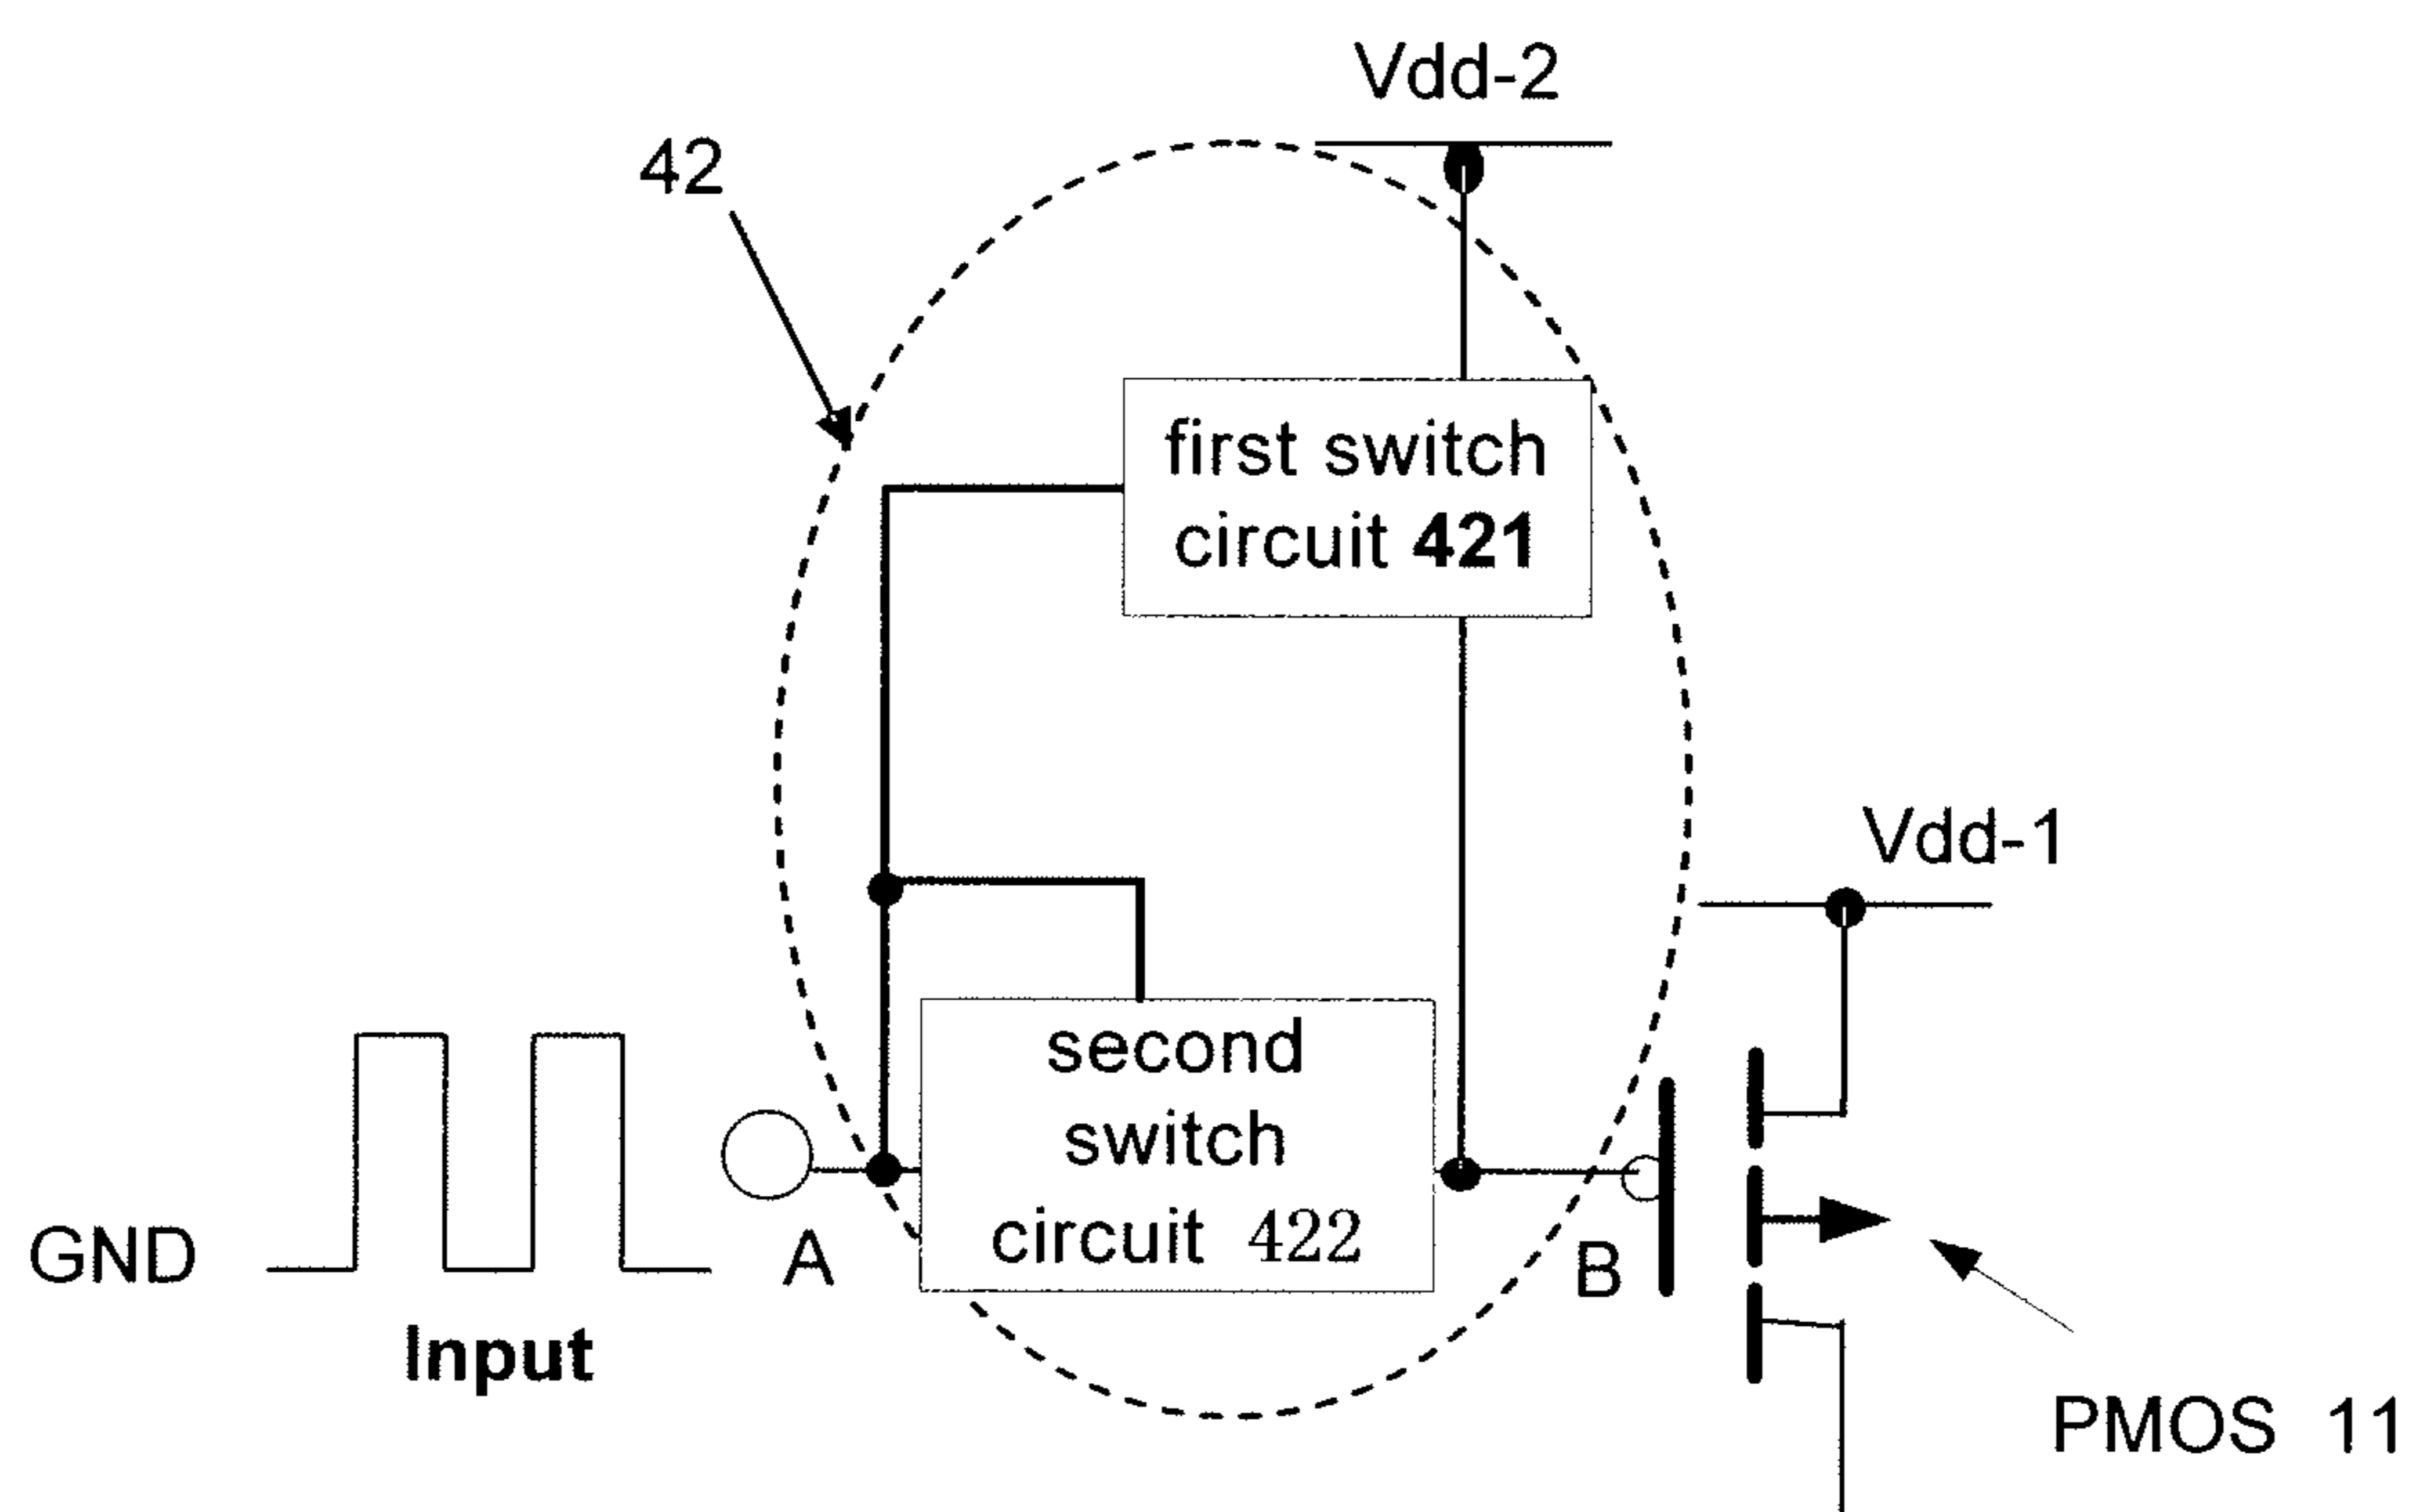 Vdd-2
42
first switch
circuit 421
Vdd-1
second
switch
circuit 422
GND
A
B
Input
PMOS 11